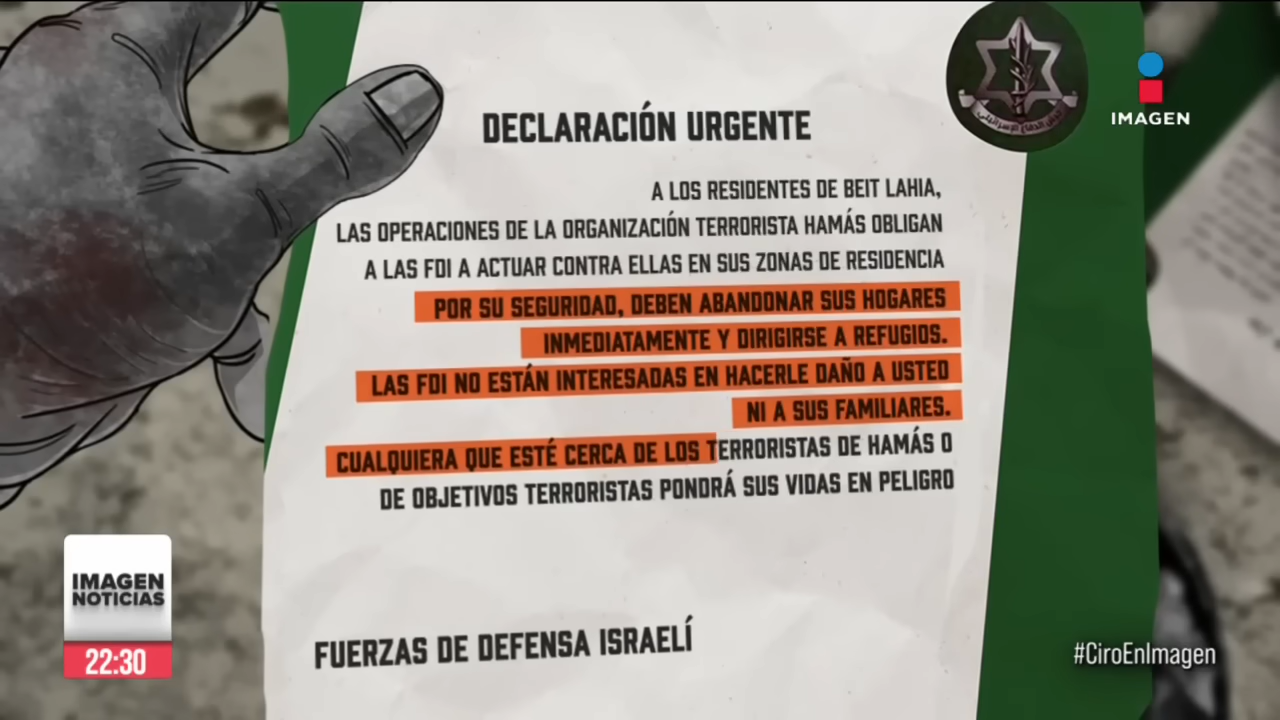 DECLARACIÓN URGENTE
IMAGEN
A LOS RESIDENTES DE BEIT LAHIA,
LAS OPERACIONES DE LA ORGANIZACIÓN TERRORISTA HAMÁS OBLIGAN
A LAS FDI A ACTUAR CONTRA ELLAS EN SUS ZONAS DE RESIDENCIA
POR SU SEGURIDAD, DEBEN ABANDONAR SUS HOGARES
INMEDIATAMENTE Y DIRIGIRSE A REFUGIOS.
LAS FDI NO ESTÁN INTERESADAS EN HACERLE DAÑO A USTED
NI A SUS FAMILIARES.
CUALQUIERA QUE ESTÉ CERCA DE LOS TERRORISTAS DE HAMÁS O
DE OBJETIVOS TERRORISTAS PONDRÁ SUS VIDAS EN PELIGRO
FUERZAS DE DEFENSA ISRAELÍ
IMAGEN
NOTICIAS
22:30
#CiroEnImagen